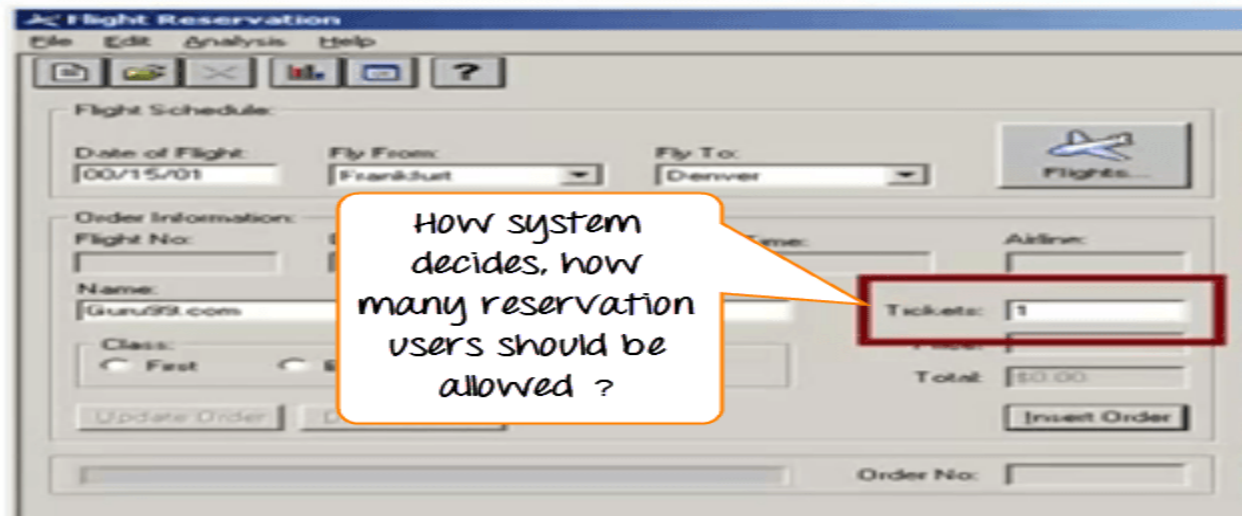 Flight Reservation
File Edit Analysis Help
?
Flight Schedule:
Date of Flight: Fly From: Fly To:
00/15/01 Frankfurt Denver Flights...
Order Information:
Flight No: Time: Airline:
Name:
Guru99.com Tickets: 1
Class:
First Total: $0.00
Update Order Insert Order
Order No:
How system
decides, how
many reservation
users should be
allowed ?